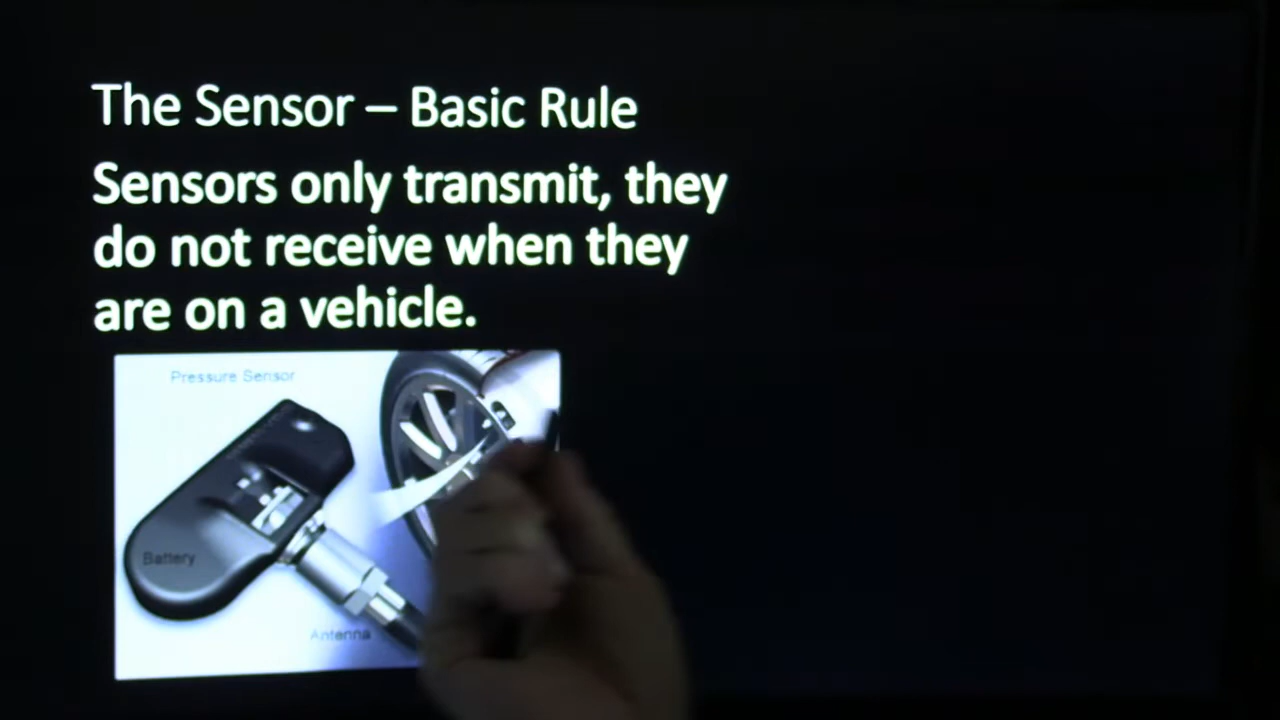 The Sensor – Basic Rule
Sensors only transmit, they
do not receive when they
are on a vehicle.
Pressure Sensor
Battery
Antenna